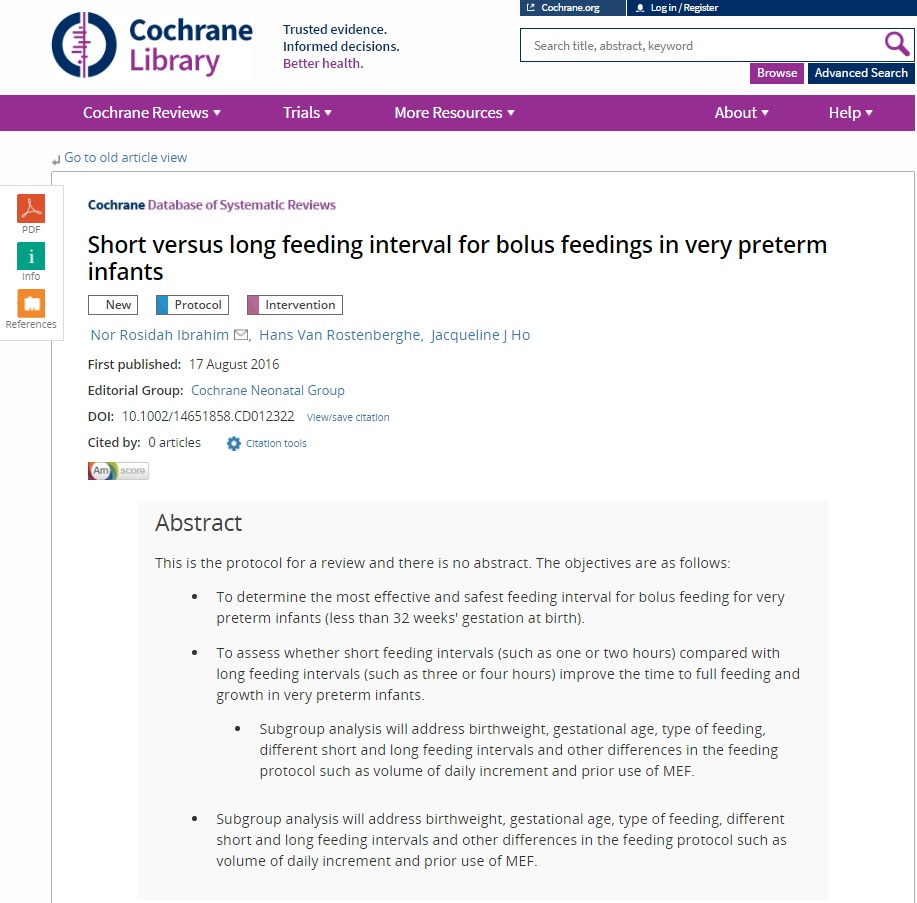 Cochrane.org
Log in / Register
Cochrane
Library
Trusted evidence.
Informed decisions.
Better health.
Search title, abstract, keyword
Browse
Advanced Search
Cochrane Reviews
Trials
More Resources
About
Help
Go to old article view
PDF
Info
References
Cochrane Database of Systematic Reviews
Short versus long feeding interval for bolus feedings in very preterm
infants
New
Protocol
Intervention
Nor Rosidah Ibrahim, Hans Van Rostenberghe, Jacqueline J Ho
First published: 17 August 2016
Editorial Group: Cochrane Neonatal Group
DOI: 10.1002/14651858.CD012322 View/save citation
Cited by: 0 articles Citation tools
Am score
Abstract
This is the protocol for a review and there is no abstract. The objectives are as follows:
• To determine the most effective and safest feeding interval for bolus feeding for very
preterm infants (less than 32 weeks' gestation at birth).
• To assess whether short feeding intervals (such as one or two hours) compared with
long feeding intervals (such as three or four hours) improve the time to full feeding and
growth in very preterm infants.
• Subgroup analysis will address birthweight, gestational age, type of feeding,
different short and long feeding intervals and other differences in the feeding
protocol such as volume of daily increment and prior use of MEF.
• Subgroup analysis will address birthweight, gestational age, type of feeding, different
short and long feeding intervals and other differences in the feeding protocol such as
volume of daily increment and prior use of MEF.